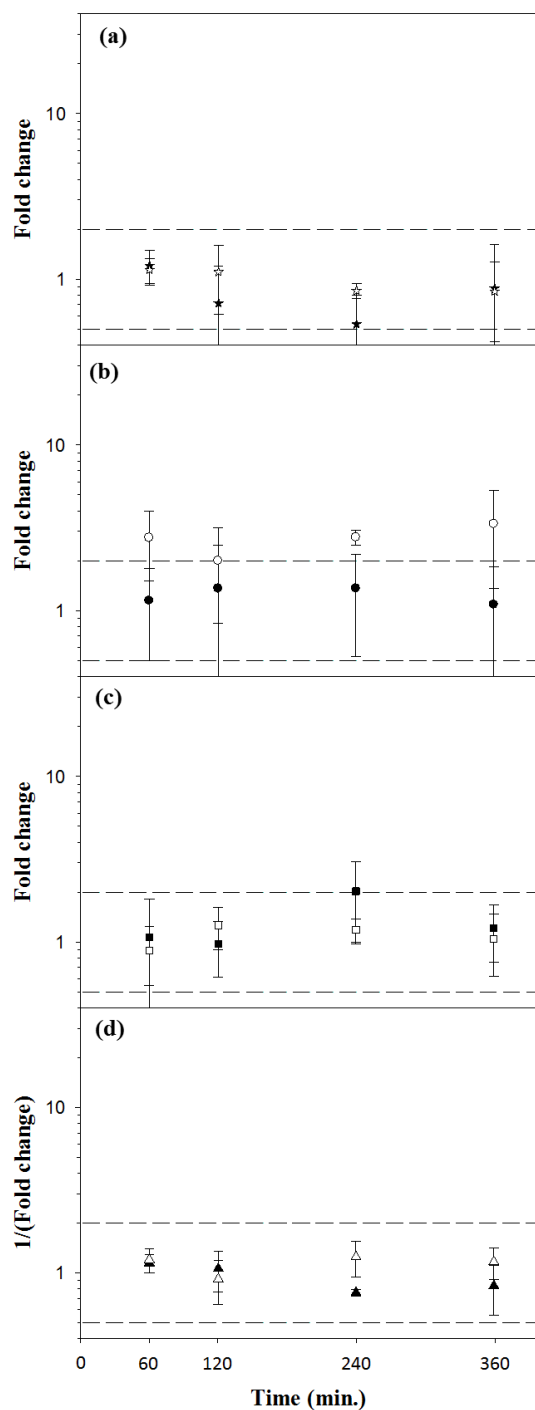 (a)
10
1
Fold change
(b)
10
1
Fold change
(c)
10
1
Fold change
(d)
10
1
1/(Fold change)
0 60 120 240 360
Time (min.)